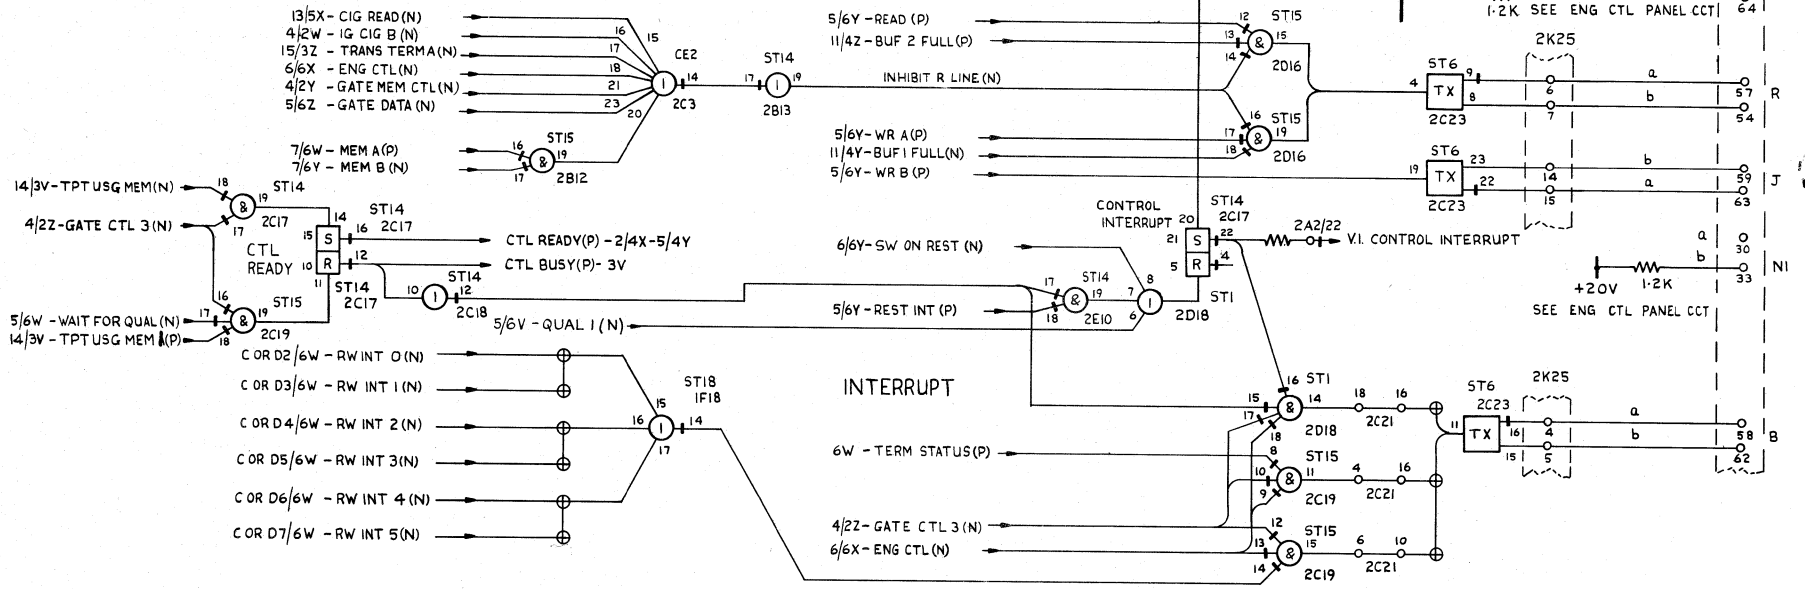 13/5X- CIG READ(N)
4/2W- IG CIG B(N)
15/3Z - TRANS TERMA(N)
6/6X - ENG CTL(N)
4/2Y - GATE MEM CTL(N)
5/6Z - GATE DATA(N)
16
15
17
18
21
23
20
CE2
14
2C3
17
ST14
19
2B13
INHIBIT R LINE(N)
7/6W- MEM A(P)
7/6Y - MEM B(N)
16
17
ST15
19
2B12
5/6Y-READ (P)
11/4Z-BUF 2 FULL(P)
12
13
14
ST15
15
2D16
5/6Y-WR A(P)
11/4Y-BUF1 FULL(N)
5/6Y-WR B(P)
16
17
18
ST15
19
2D16
1·2K SEE ENG CTL PANEL CCT
64
2K25
ST6
4
TX
9
8
2C23
6
7
a
b
57
54
R
ST6
19
TX
23
22
2C23
14
15
b
a
59
63
J
a
b
30
33
N1
+20V
1·2K
SEE ENG CTL PANEL CCT
14/3V-TPT USG MEM(N)
4/2Z-GATE CTL 3(N)
18
17
ST14
&
19
2C17
14
15
S
16
ST14
2C17
CTL READY(P)-2/4X-5/4Y
CTL READY
10
R
12
11
CTL BUSY(P)-3V
ST14
2C17
10
ST14
12
2C18
5/6W - WAIT FOR QUAL(N)
14/3V-TPT USG MEM (P)
16
17
18
ST15
&
19
2C19
5/6V - QUAL 1(N)
6/6Y-SW ON REST (N)
5/6Y-REST INT(P)
17
18
ST14
&
19
2E10
8
7
6
2D18
CONTROL INTERRUPT
20
21
S
22
ST14
2C17
5
R
4
ST1
2A2/22
V.I. CONTROL INTERRUPT
C OR D2/6W - RW INT 0(N)
C OR D3/6W - RW INT 1(N)
C OR D4/6W - RW INT 2(N)
C OR D5/6W - RW INT 3(N)
C OR D6/6W - RW INT 4(N)
C OR D7/6W - RW INT 5(N)
15
16
17
ST18
1F18
14
INTERRUPT
6W - TERM STATUS(P)
4/2Z- GATE CTL 3(N)
6/6X-ENG CTL(N)
15
16
17
18
ST1
&
14
2D18
18
16
2C21
8
10
9
ST15
&
11
2C19
4
16
2C21
12
13
14
ST15
&
15
2C19
6
10
2C21
ST6
2C23
11
TX
16
15
2K25
4
5
a
b
58
62
B